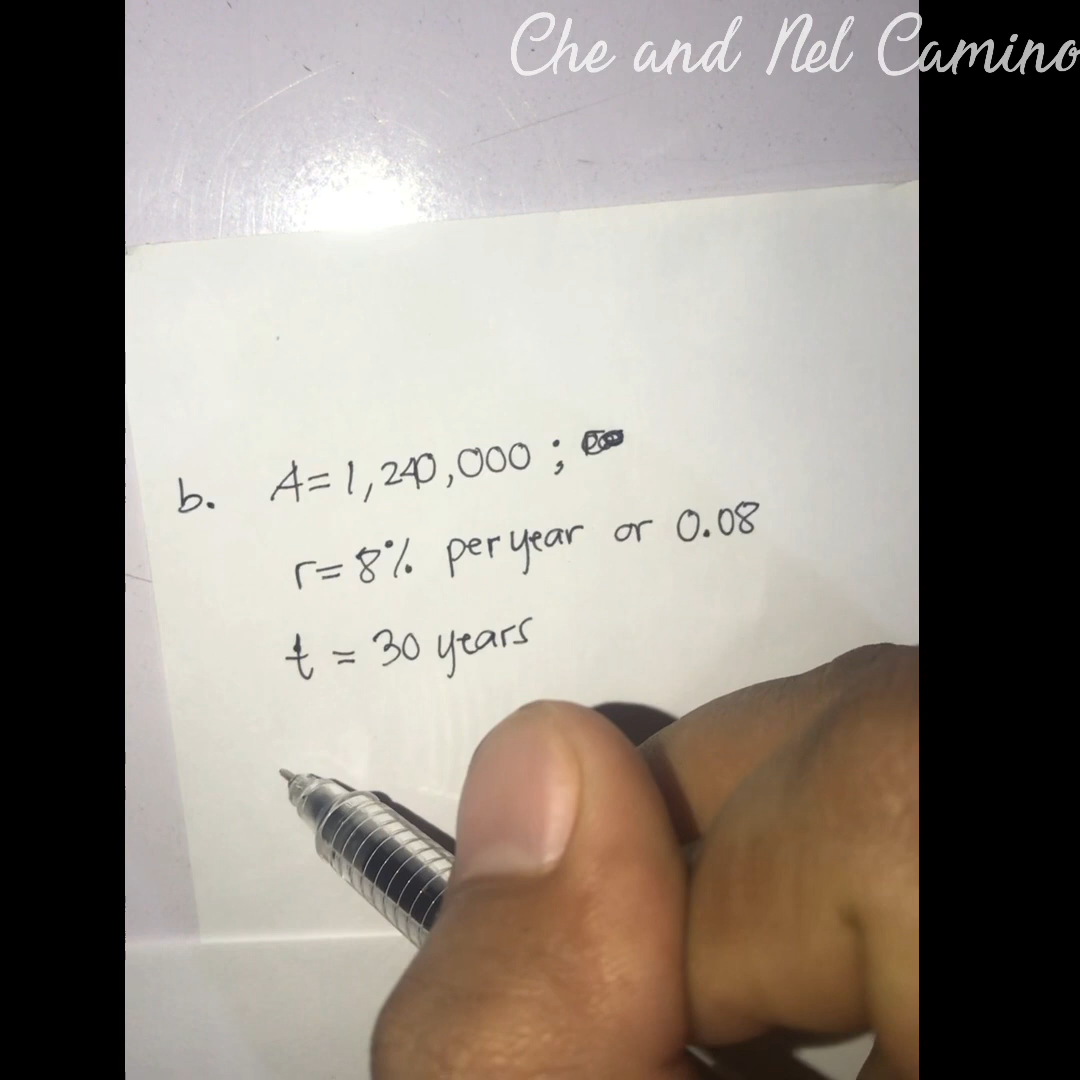 Che and Nel Camino
b. A = 1,240,000 ;
r = 8% per year or 0.08
t = 30 years